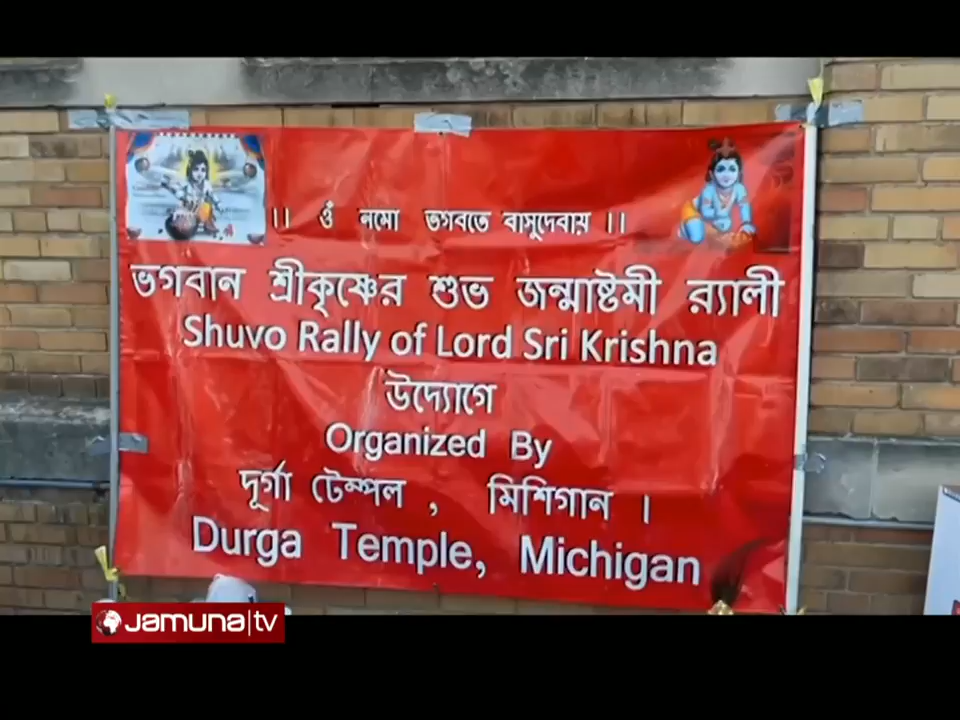 ।। ওঁ নমো ভগবতে বাসুদেবায় ।।
ভগবান শ্রীকৃষ্ণের শুভ জন্মাষ্টমী র‍্যালী
Shuvo Rally of Lord Sri Krishna
উদ্যোগে
Organized By
দূর্গা টেম্পল , মিশিগান ।
Durga Temple, Michigan
Jamuna|tv